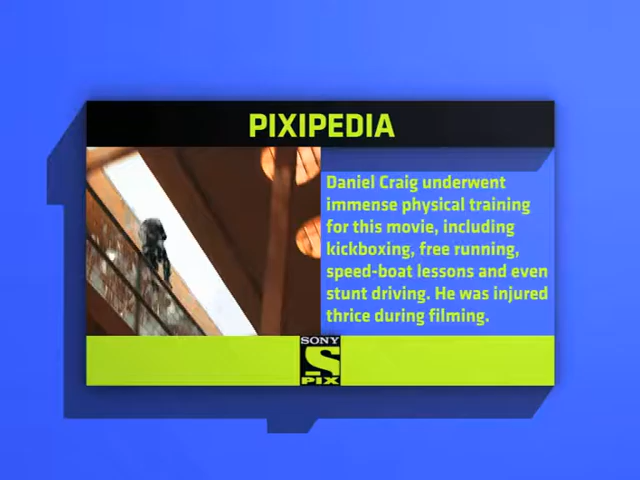 PIXIPEDIA
Daniel Craig underwent
immense physical training
for this movie, including
kickboxing, free running,
speed-boat lessons and even
stunt driving. He was injured
thrice during filming.
SONY
S
PIX